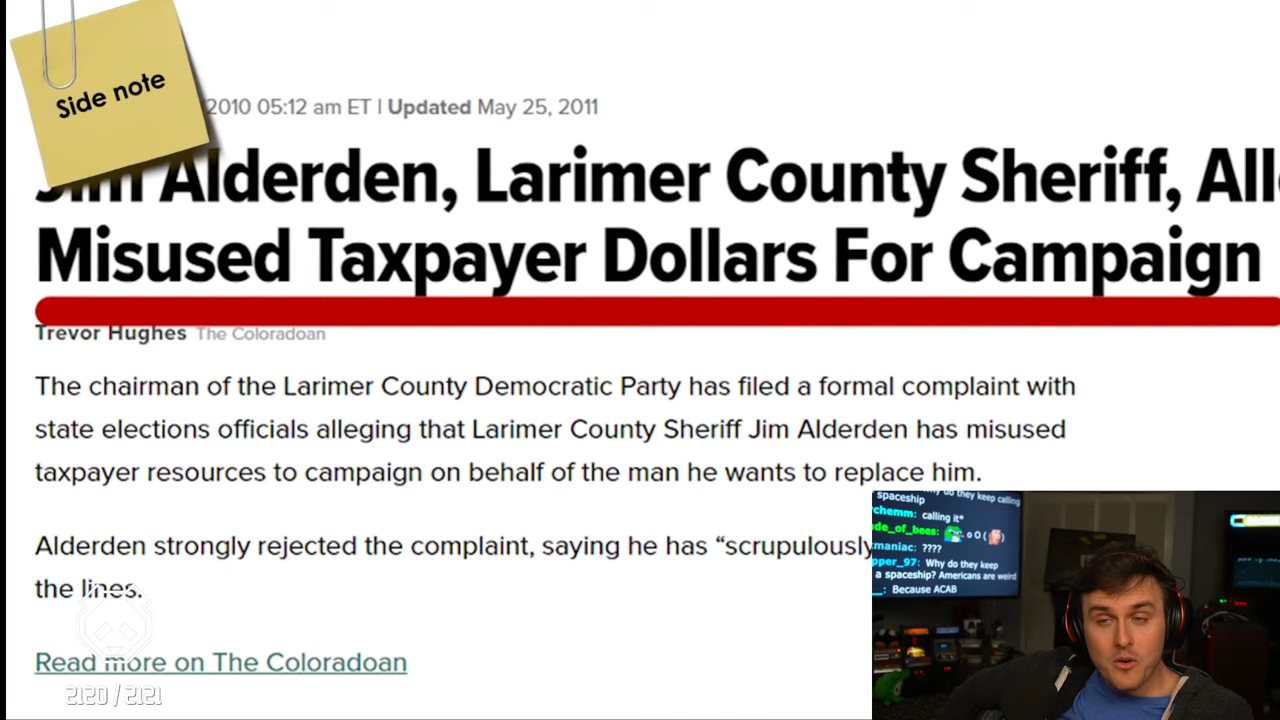 Side note
2010 05:12 am ET | Updated May 25, 2011
Jim Alderden, Larimer County Sheriff,
Misused Taxpayer Dollars For Campaign
Trevor Hughes The Coloradoan
The chairman of the Larimer County Democratic Party has filed a formal complaint with
state elections officials alleging that Larimer County Sheriff Jim Alderden has misused
taxpayer resources to campaign on behalf of the man he wants to replace him.
Alderden strongly rejected the complaint, saying he has “scrupulously
the lines.
Read more on The Coloradoan
2120 / 2121
do they keep calling
spaceship
chemm: calling it*
de_of_bees:
maniac: ????
pper_97: Why do they keep
a spaceship? Americans are weird
: Because ACAB